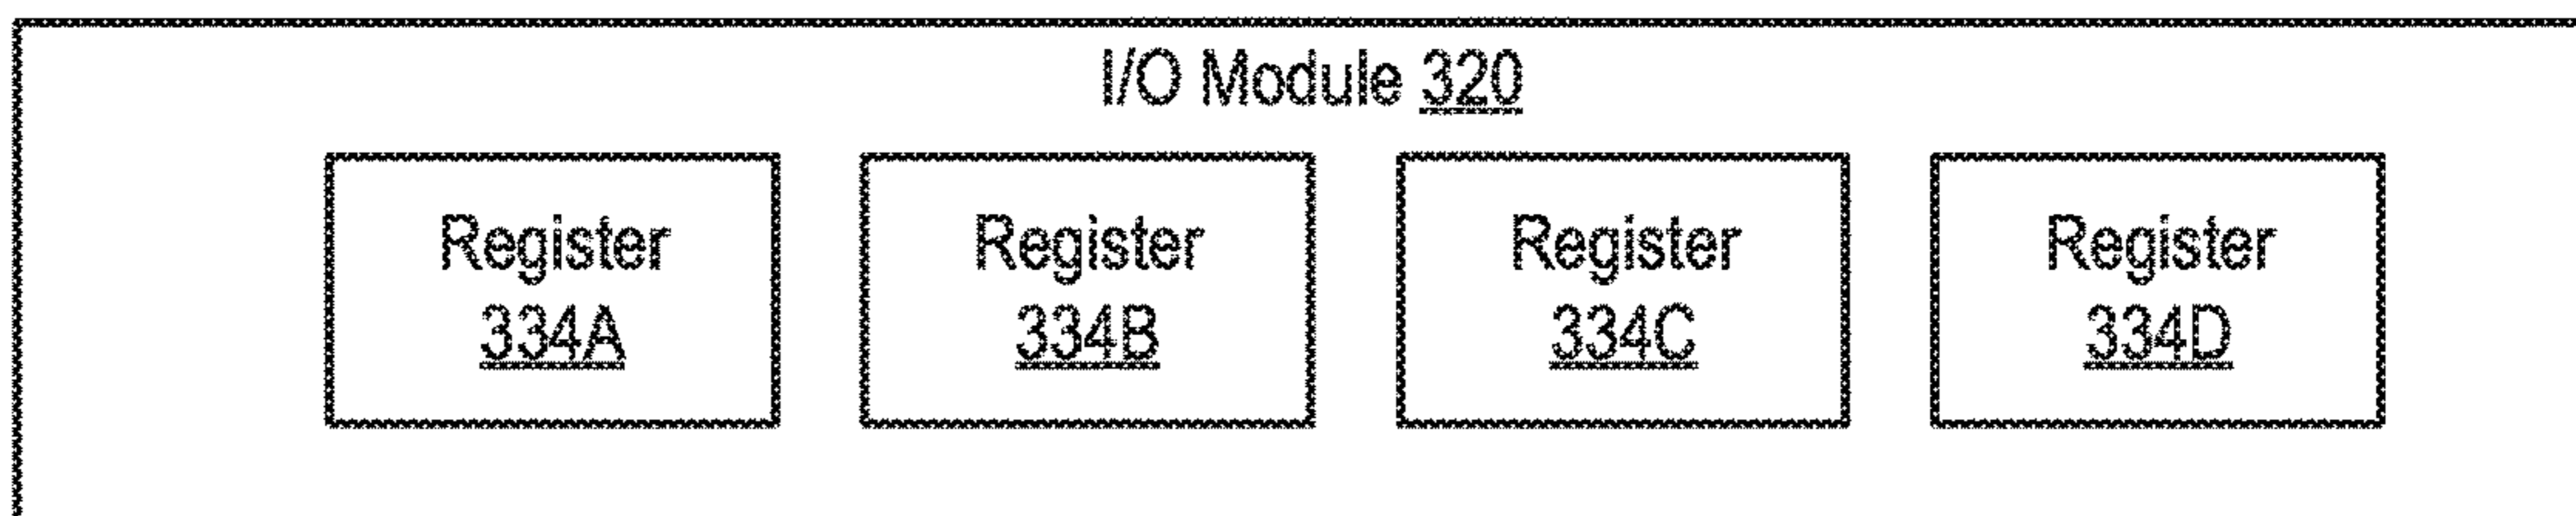 I/O Module 320
Register
334A
Register
334B
Register
334C
Register
334D